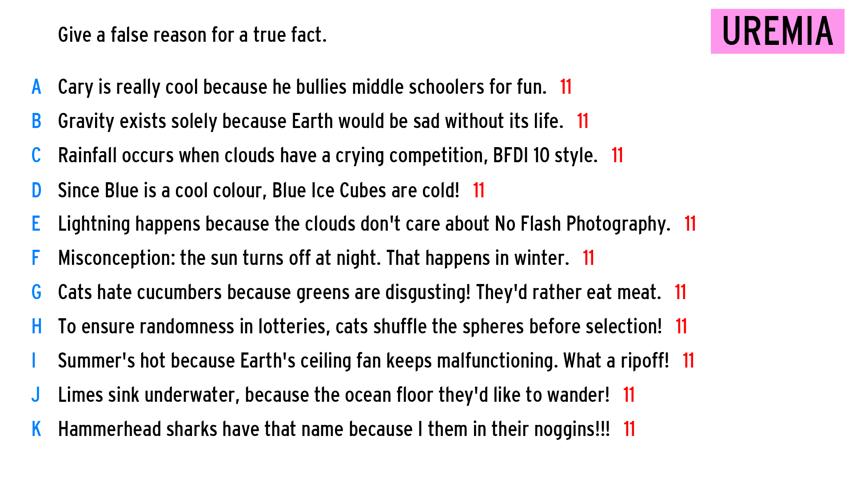 Give a false reason for a true fact.
UREMIA
A Cary is really cool because he bullies middle schoolers for fun. 11
B Gravity exists solely because Earth would be sad without its life. 11
C Rainfall occurs when clouds have a crying competition, BFDI 10 style. 11
D Since Blue is a cool colour, Blue Ice Cubes are cold! 11
E Lightning happens because the clouds don't care about No Flash Photography. 11
F Misconception: the sun turns off at night. That happens in winter. 11
G Cats hate cucumbers because greens are disgusting! They'd rather eat meat. 11
H To ensure randomness in lotteries, cats shuffle the spheres before selection! 11
I Summer's hot because Earth's ceiling fan keeps malfunctioning. What a ripoff! 11
J Limes sink underwater, because the ocean floor they'd like to wander! 11
K Hammerhead sharks have that name because I them in their noggins!!! 11